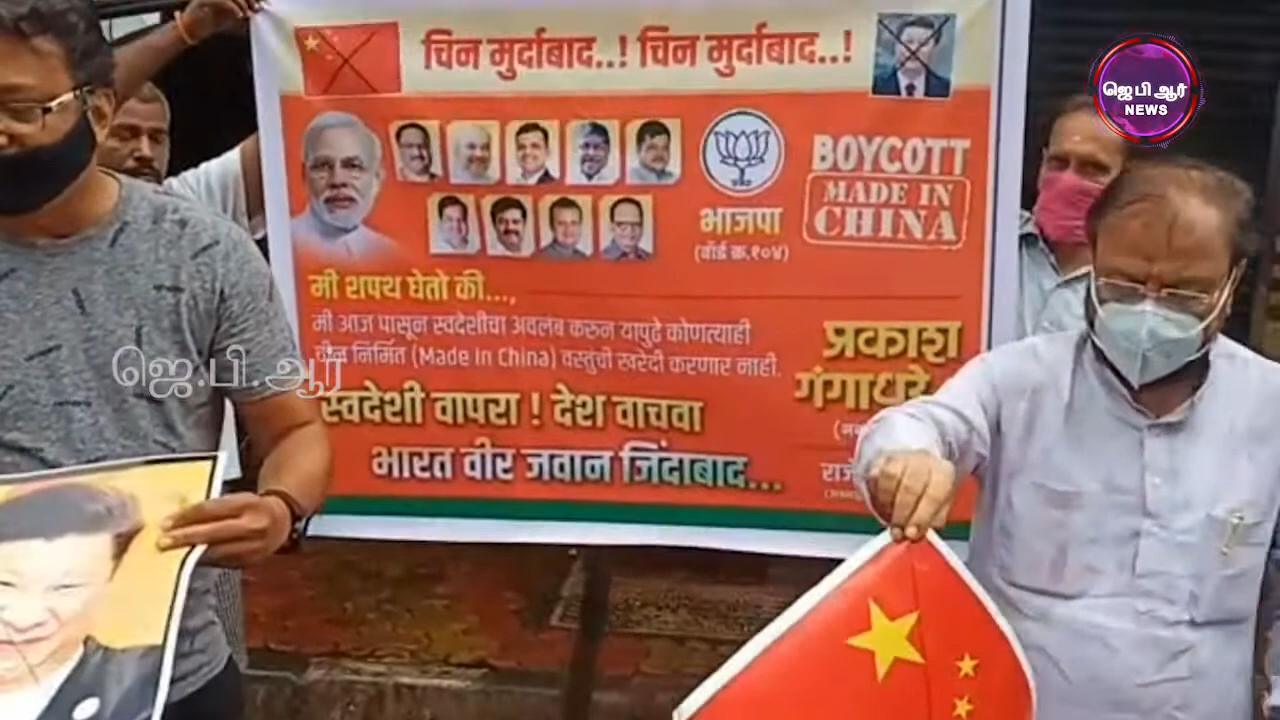 चिन मुर्दाबाद..! चिन मुर्दाबाद..!
ஜெ பி ஆர்
NEWS
BOYCOTT
MADE IN
CHINA
भाजपा
(वॉर्ड क्र.१०४)
मी शपथ घेतो की...,
मी आज पासून स्वदेशीचा अवलंब करुन यापुढे कोणत्याही
चीन निर्मित (Made in China) वस्तुची खरेदी करणार नाही.
ஜெ.பி.ஆர்
स्वदेशी वापरा ! देश वाचवा
भारत वीर जवान जिंदाबाद...
प्रकाश
गंगाधरे